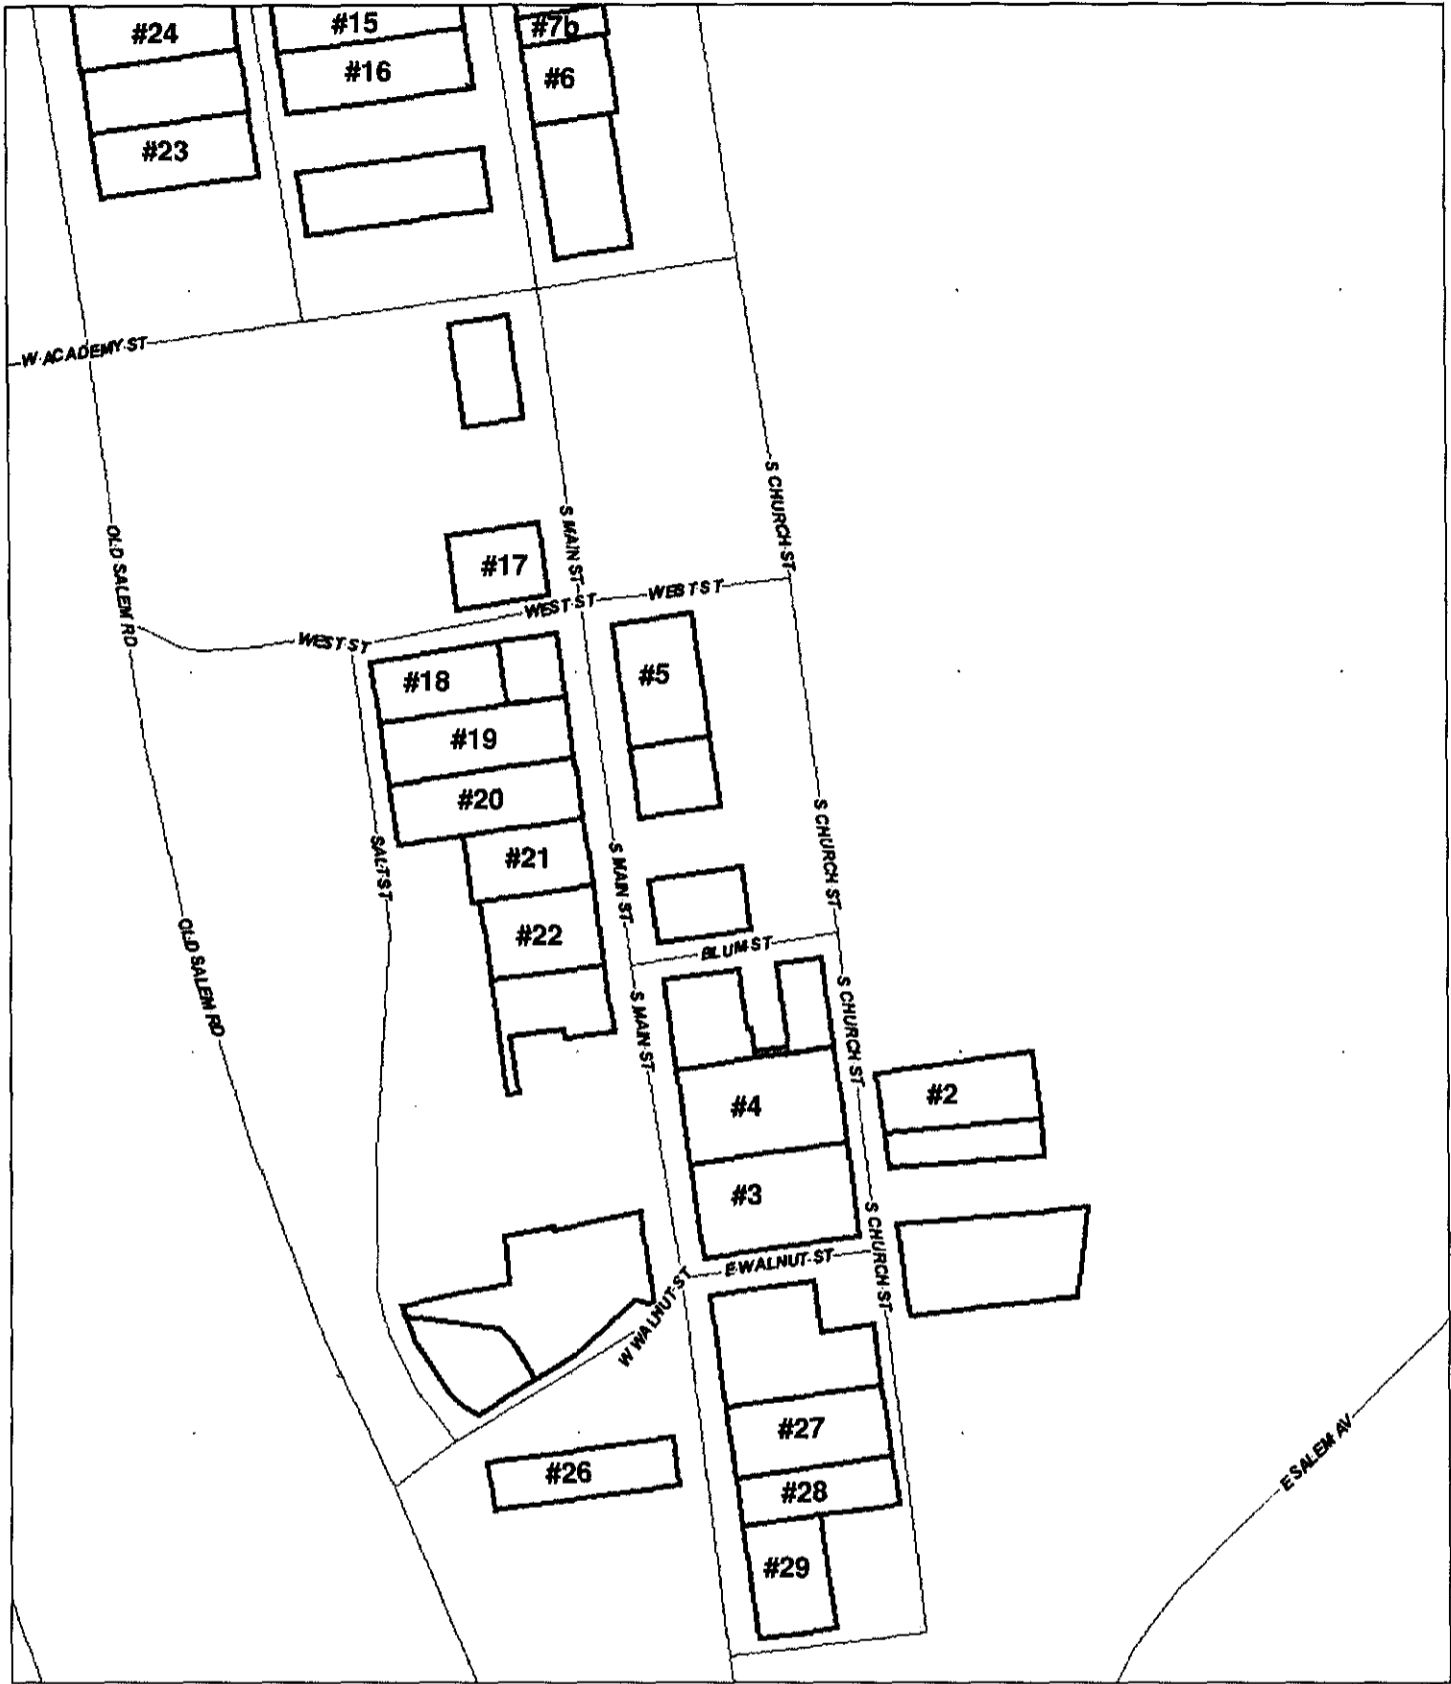 #24
#15
#7b
#16
#6
#23
W ACADEMY ST
S CHURCH ST
S MAIN ST
OLD SALEM RD
#17
WEST ST
WEST ST
WEST ST
#18
#5
#19
#20
S CHURCH ST
SALT ST
S MAIN ST
#21
#22
OLD SALEM RD
BLUM ST
S CHURCH ST
S MAIN ST
#2
#4
#3
S CHURCH ST
E WALNUT ST
W WALNUT ST
#27
#26
E SALEM AV
#28
#29